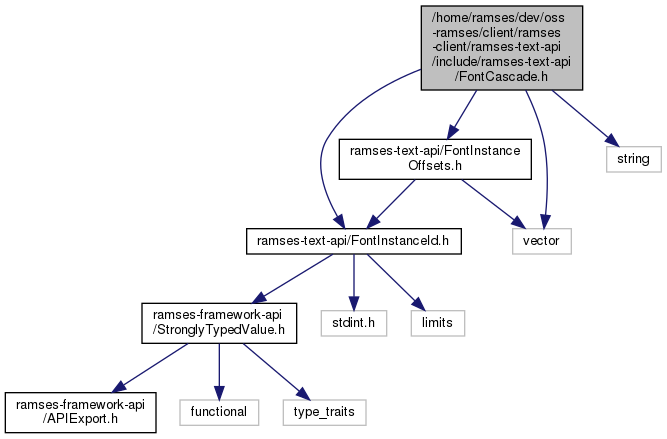 /home/ramses/dev/oss
-ramses/client/ramses
-client/ramses-text-api
/include/ramses-text-api
/FontCascade.h
ramses-text-api/FontInstance
Offsets.h
string
ramses-text-api/FontInstanceId.h
vector
ramses-framework-api
/StronglyTypedValue.h
stdint.h
limits
ramses-framework-api
/APIExport.h
functional
type_traits